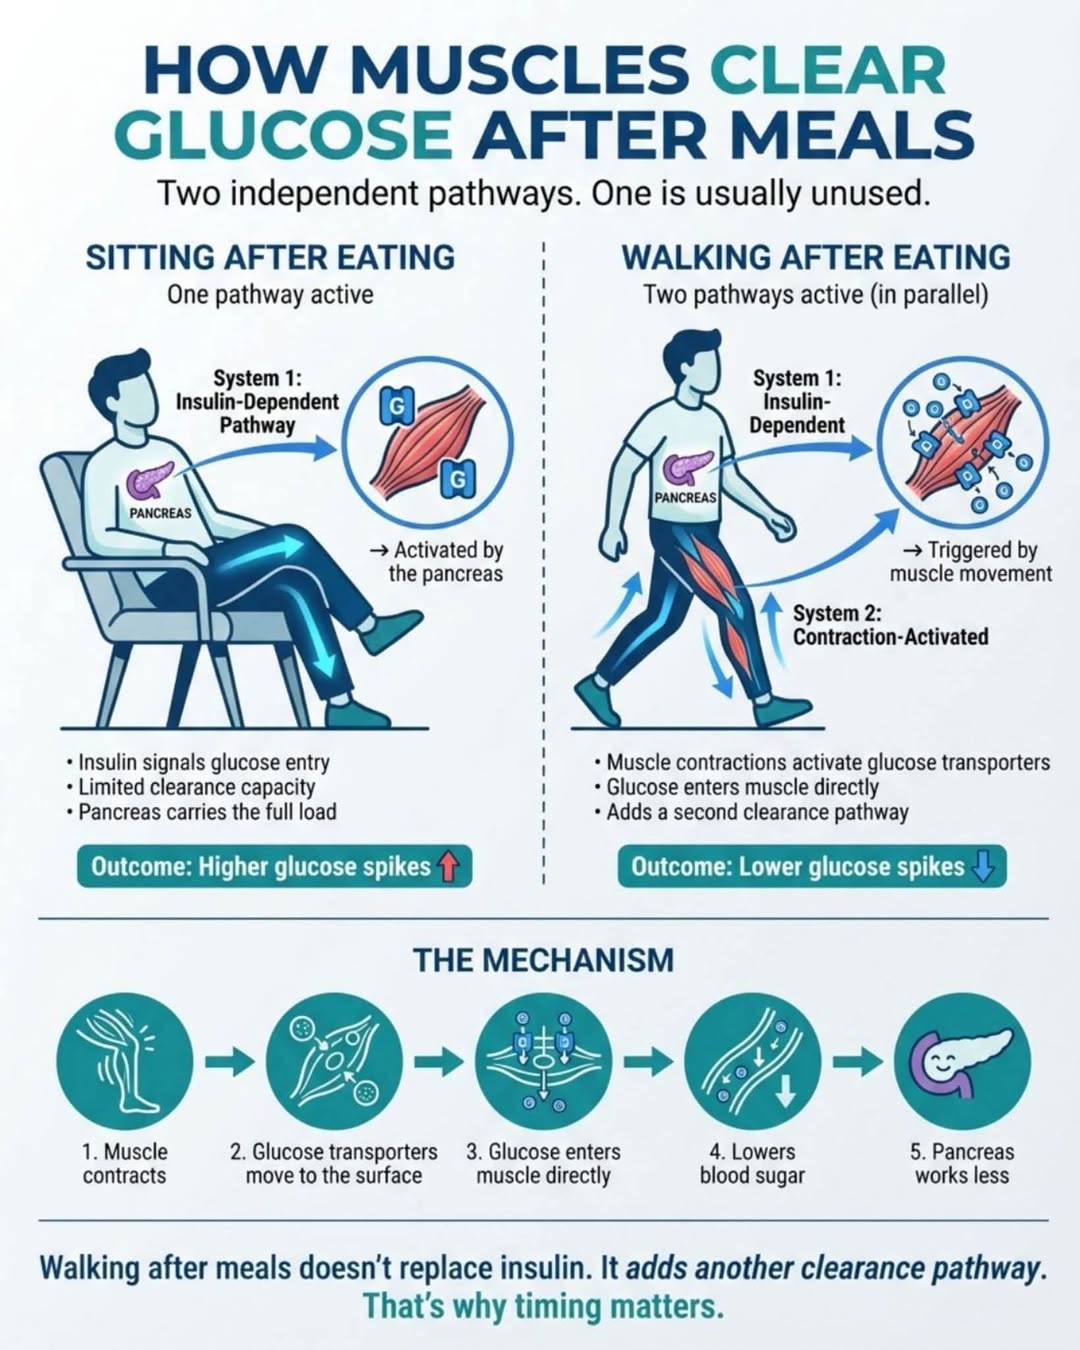 HOW MUSCLES CLEAR
GLUCOSE AFTER MEALS
Two independent pathways. One is usually unused.
SITTING AFTER EATING
One pathway active
System 1:
Insulin-Dependent
Pathway
G
G
PANCREAS
→ Activated by
the pancreas
• Insulin signals glucose entry
• Limited clearance capacity
• Pancreas carries the full load
Outcome: Higher glucose spikes
WALKING AFTER EATING
Two pathways active (in parallel)
System 1:
Insulin-
Dependent
PANCREAS
→ Triggered by
muscle movement
System 2:
Contraction-Activated
• Muscle contractions activate glucose transporters
• Glucose enters muscle directly
• Adds a second clearance pathway
Outcome: Lower glucose spikes
THE MECHANISM
1. Muscle
contracts
2. Glucose transporters
move to the surface
3. Glucose enters
muscle directly
4. Lowers
blood sugar
5. Pancreas
works less
Walking after meals doesn't replace insulin. It adds another clearance pathway.
That's why timing matters.